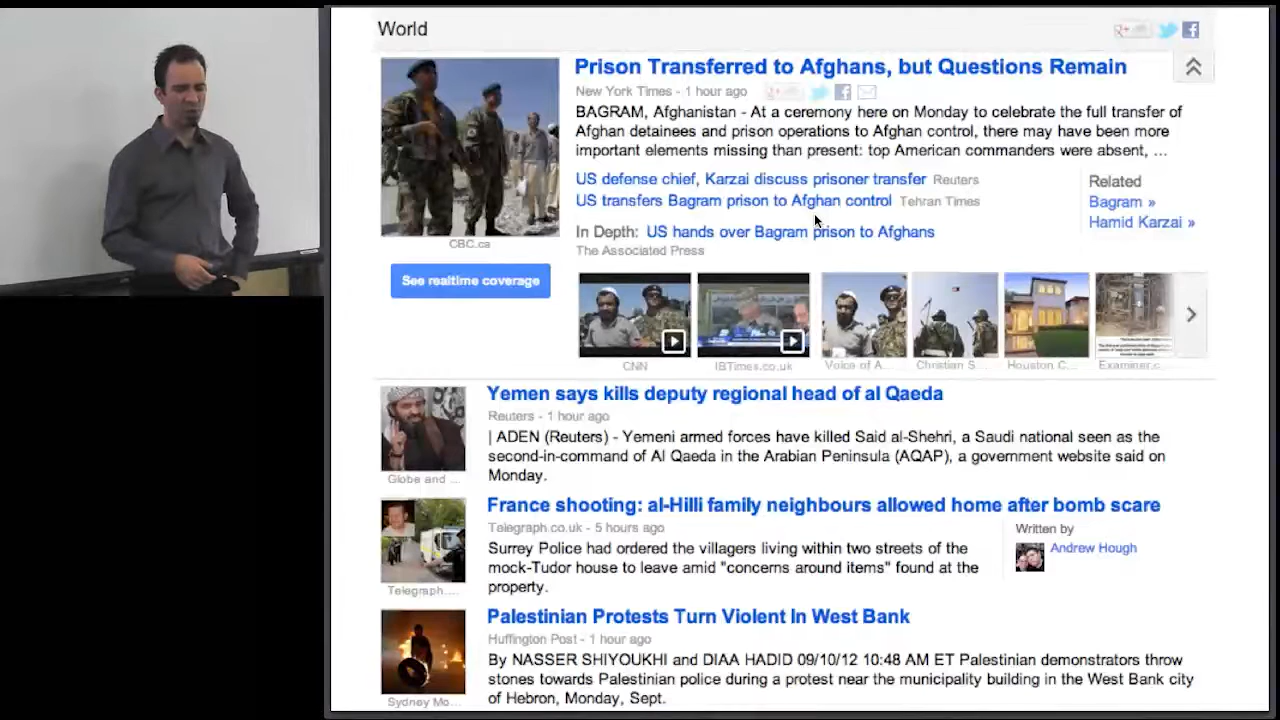 World
Prison Transferred to Afghans, but Questions Remain
New York Times - 1 hour ago
BAGRAM, Afghanistan - At a ceremony here on Monday to celebrate the full transfer of
Afghan detainees and prison operations to Afghan control, there may have been more
important elements missing than present: top American commanders were absent, ...
US defense chief, Karzai discuss prisoner transfer Reuters
US transfers Bagram prison to Afghan control Tehran Times
In Depth: US hands over Bagram prison to Afghans
The Associated Press
Related
Bagram »
Hamid Karzai »
CBC.ca
See realtime coverage
CNN
IBTimes.co.uk
Voice of A...
Christian S...
Houston C...
Examiner.c...
Yemen says kills deputy regional head of al Qaeda
Reuters - 1 hour ago
| ADEN (Reuters) - Yemeni armed forces have killed Said al-Shehri, a Saudi national seen as the
second-in-command of Al Qaeda in the Arabian Peninsula (AQAP), a government website said on
Monday.
Globe and ...
France shooting: al-Hilli family neighbours allowed home after bomb scare
Telegraph.co.uk - 5 hours ago
Surrey Police had ordered the villagers living within two streets of the
mock-Tudor house to leave amid "concerns around items" found at the
property.
Written by
Andrew Hough
Telegraph....
Palestinian Protests Turn Violent In West Bank
Huffington Post - 1 hour ago
By NASSER SHIYOUKHI and DIAA HADID 09/10/12 10:48 AM ET Palestinian demonstrators throw
stones towards Palestinian police during a protest near the municipality building in the West Bank city
of Hebron, Monday, Sept.
Sydney Mo...